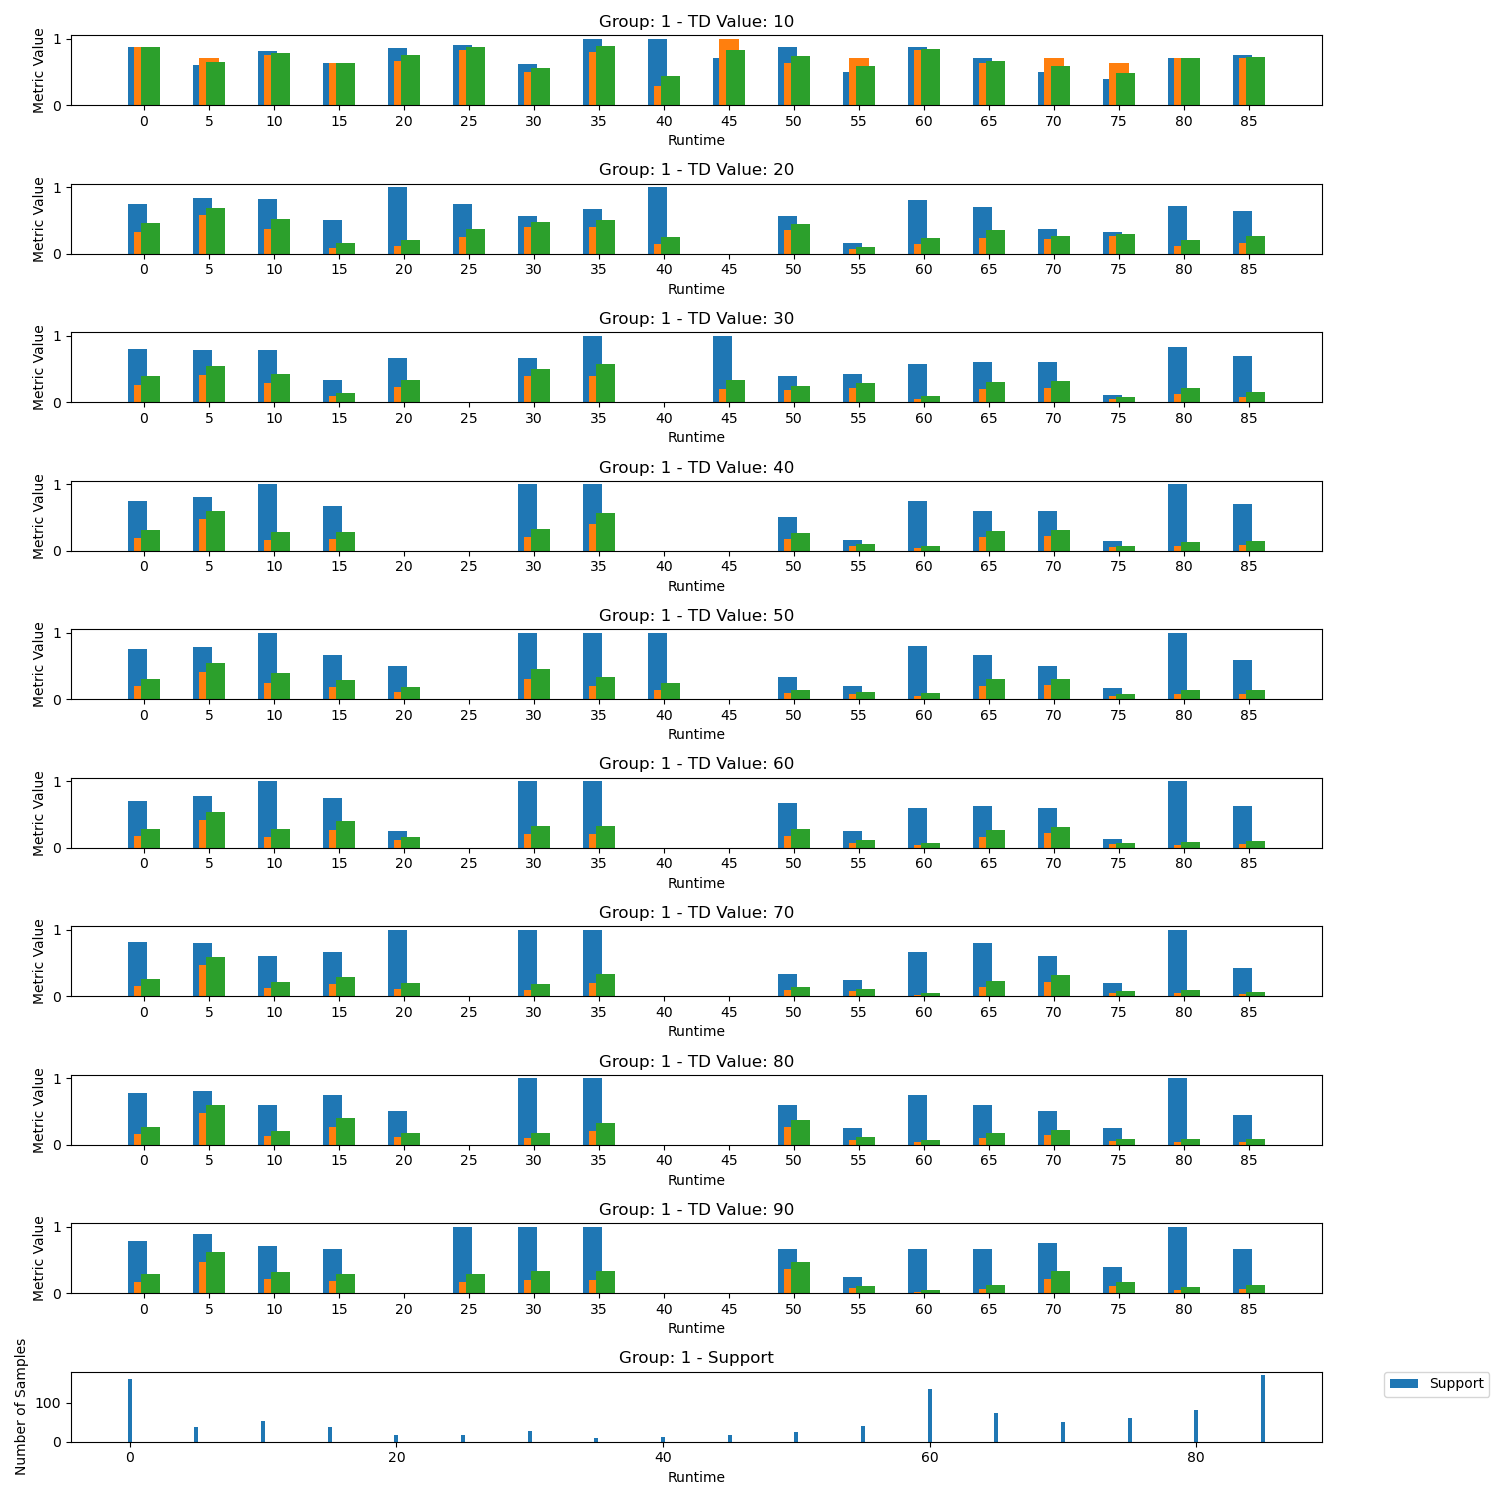 Group: 1 - TD Value: 10
Metric Value
1
0
0 5 10 15 20 25 30 35 40 45 50 55 60 65 70 75 80 85
Runtime
Group: 1 - TD Value: 20
Metric Value
1
0
0 5 10 15 20 25 30 35 40 45 50 55 60 65 70 75 80 85
Runtime
Group: 1 - TD Value: 30
Metric Value
1
0
0 5 10 15 20 25 30 35 40 45 50 55 60 65 70 75 80 85
Runtime
Group: 1 - TD Value: 40
Metric Value
1
0
0 5 10 15 20 25 30 35 40 45 50 55 60 65 70 75 80 85
Runtime
Group: 1 - TD Value: 50
Metric Value
1
0
0 5 10 15 20 25 30 35 40 45 50 55 60 65 70 75 80 85
Runtime
Group: 1 - TD Value: 60
Metric Value
1
0
0 5 10 15 20 25 30 35 40 45 50 55 60 65 70 75 80 85
Runtime
Group: 1 - TD Value: 70
Metric Value
1
0
0 5 10 15 20 25 30 35 40 45 50 55 60 65 70 75 80 85
Runtime
Group: 1 - TD Value: 80
Metric Value
1
0
0 5 10 15 20 25 30 35 40 45 50 55 60 65 70 75 80 85
Runtime
Group: 1 - TD Value: 90
Metric Value
1
0
0 5 10 15 20 25 30 35 40 45 50 55 60 65 70 75 80 85
Runtime
Group: 1 - Support
Number of Samples
100
0
0 20 40 60 80
Runtime
Support